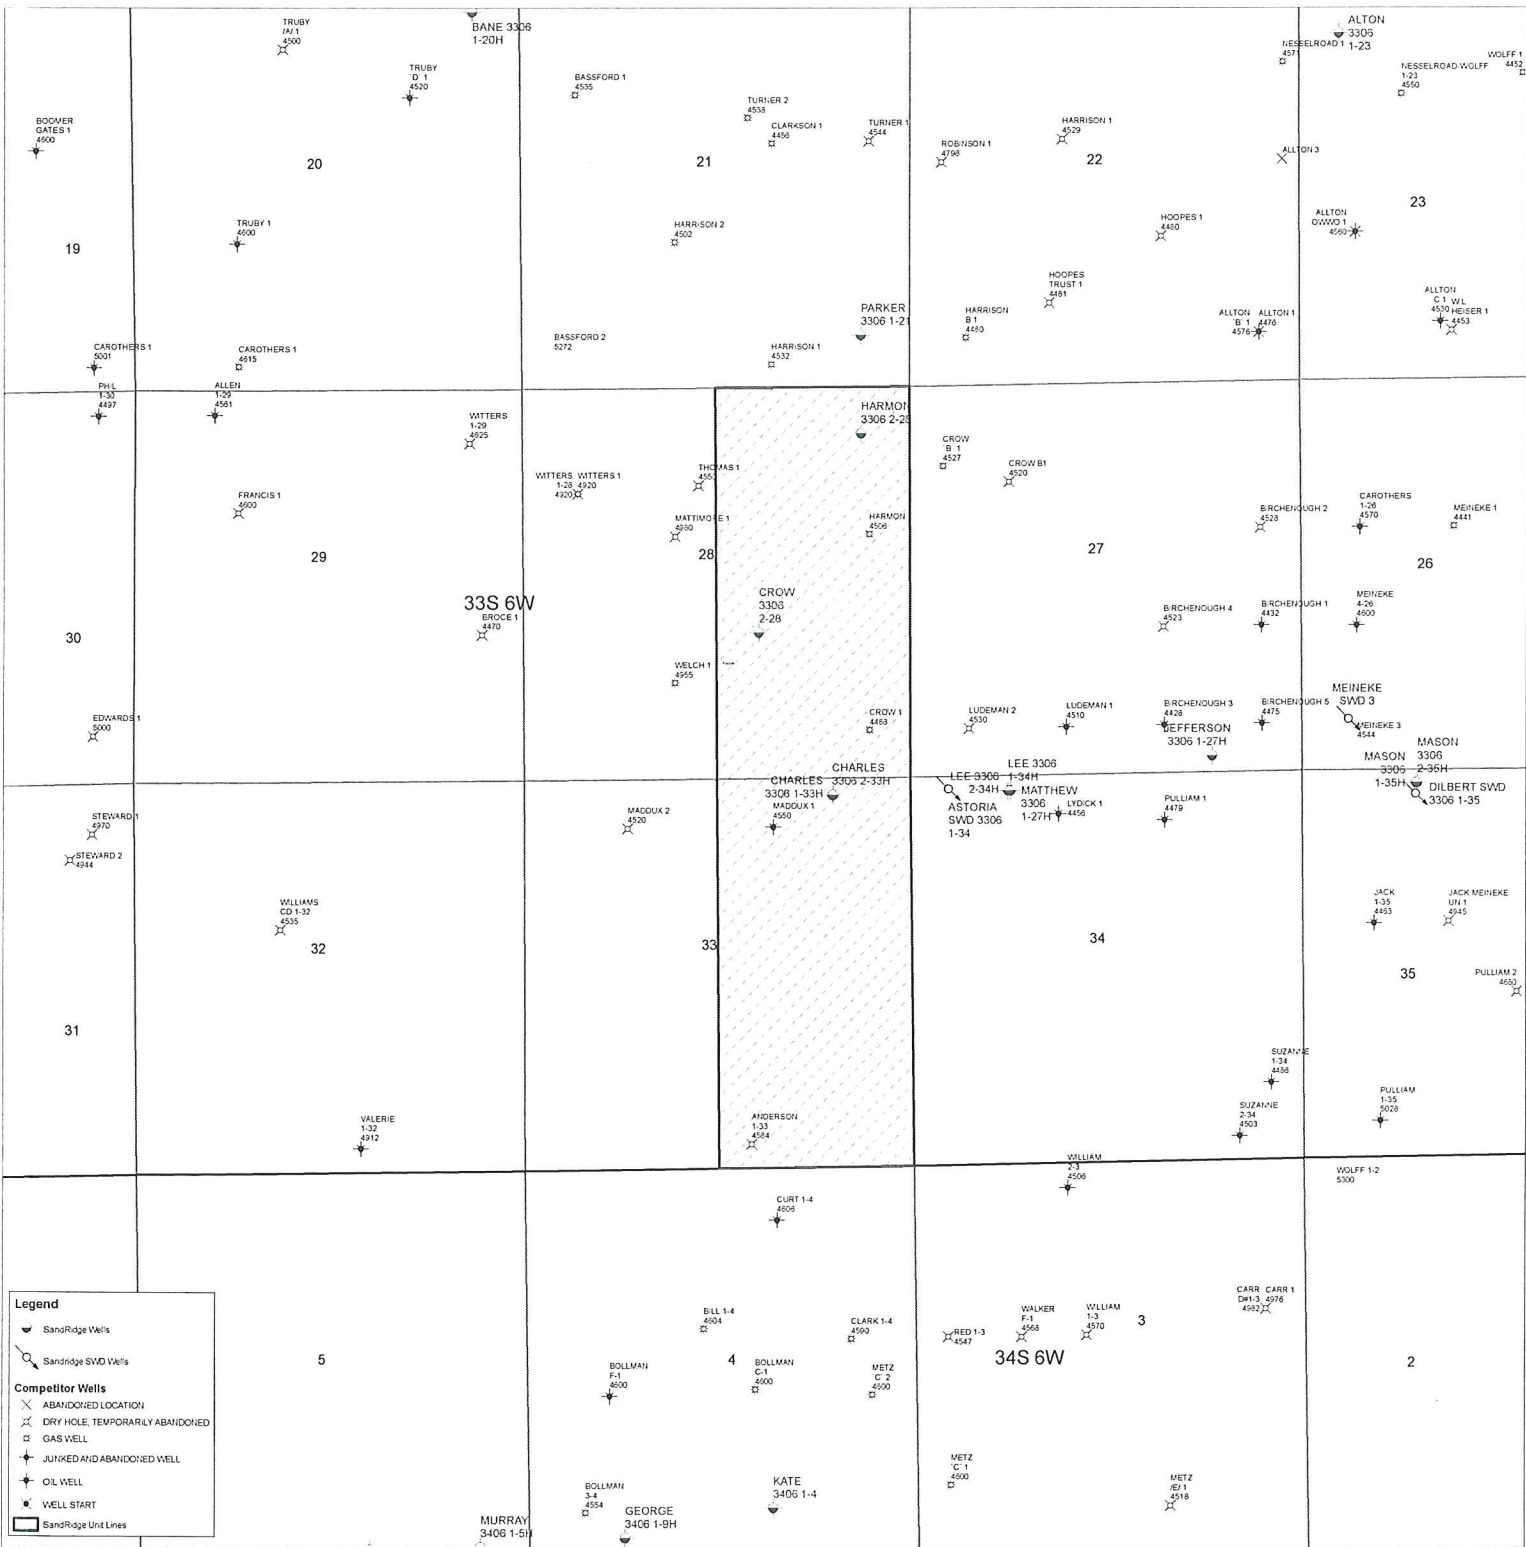 TRUBY
/A/ 1
4500
BANE 3306
1-20H
TRUBY
'D' 1
4520
BASSFORD 1
4535
TURNER 2
4533
CLARKSON 1
4456
TURNER 1
4544
BOOMER
GATES 1
4600
20
21
TRUBY 1
4600
19
HARRISON 2
4502
BASSFORD 2
5272
HARRISON 1
4532
PARKER
3306 1-21
CAROTHERS 1
5001
CAROTHERS 1
4615
ALTON
3306
1-23
NESSELROAD 1
4571
NESSELROAD-WOLFF
1-23
4550
WOLFF 1
4452
HARRISON 1
4529
ROBINSON 1
4798
22
ALLTON 3
HOOPES 1
4480
23
ALLTON
OWWO 1
4560
HOOPES
TRUST 1
4481
HARRISON
B 1
4480
ALLTON
'B' 1
4576
ALLTON 1
4476
ALLTON
C 1
4530
W L
HEISER 1
4453
PHIL
1-30
4497
ALLEN
1-29
4561
WITTERS
1-29
4625
HARMON
3306 2-28
WITTERS
1-28
4920
WITTERS 1
4920
THOMAS 1
FRANCIS 1
4600
MATTIMORE 1
4960
HARMON
4506
29
28
33S 6W
BROCE 1
4470
CROW
3306
2-28
30
WELCH 1
4955
EDWARDS 1
5000
CROW 1
4468
CROW
'B' 1
4527
CROW B1
4520
BIRCHENOUGH 2
4528
CAROTHERS
1-26
4570
MEINEKE 1
4441
27
26
BIRCHENOUGH 4
4523
BIRCHENOUGH 1
4432
MEINEKE
4-26
4600
MEINEKE
SWD 3
MEINEKE 3
4544
LUDEMAN 2
4530
LUDEMAN 1
4510
BIRCHENOUGH 3
4428
BIRCHENOUGH 5
4475
JEFFERSON
3306 1-27H
CHARLES
3306 1-33H
CHARLES
3306 2-33H
LEE 3306
2-34H
LEE 3306
1-34H
MATTHEW
3306
1-27H
ASTORIA
SWD 3306
1-34
MASON
3306
1-35H
MASON
3306
2-35H
DILBERT SWD
3306 1-35
MADDUX 2
4520
MADDUX 1
4550
LYDICK 1
4456
PULLIAM 1
4479
STEWARD 1
4970
STEWARD 2
4944
WILLIAMS
CD 1-32
4535
32
33
34
JACK
1-35
4463
JACK MEINEKE
UN 1
4945
35
PULLIAM 2
4650
31
SUZANNE
1-34
SUZANNE
2-34
4503
PULLIAM
1-35
5028
VALERIE
1-32
4912
ANDERSON
1-33
4584
WILLIAM
2-3
4506
WOLFF 1-2
5300
CURT 1-4
4606
BILL 1-4
4604
CLARK 1-4
4590
RED 1-3
4547
WALKER
F-1
4568
WILLIAM
1-3
4570
CARR
D#1-3
4982
CARR 1
4976
3
5
4
34S 6W
2
BOLLMAN
F-1
4600
BOLLMAN
C-1
4600
METZ
'C' 2
4600
METZ
'C' 1
4600
METZ
/E/ 1
4518
BOLLMAN
3-4
4554
KATE
3406 1-4
GEORGE
3406 1-9H
MURRAY
3406 1-5H
Legend
SandRidge Wells
Sandridge SWD Wells
Competitor Wells
ABANDONED LOCATION
DRY HOLE, TEMPORARILY ABANDONED
GAS WELL
JUNKED AND ABANDONED WELL
OIL WELL
WELL START
SandRidge Unit Lines